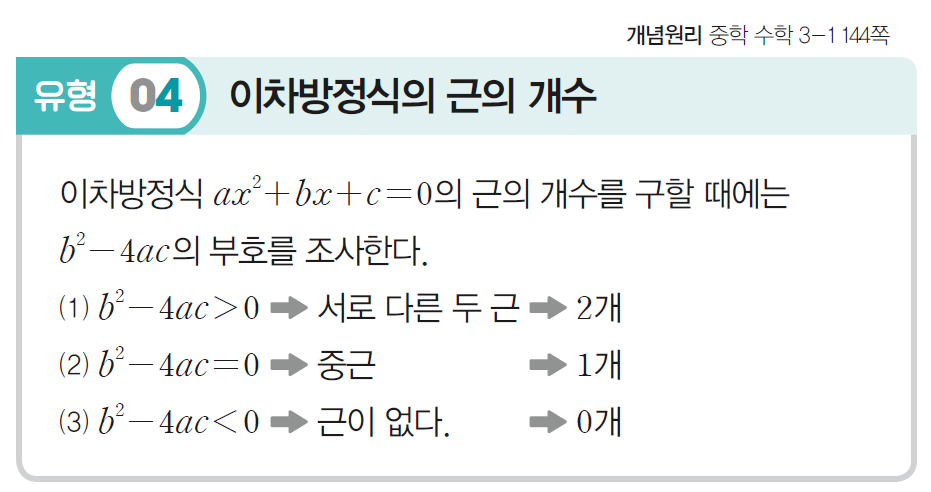 개념원리 중학 수학 3-1 144쪽
유형 04 이차방정식의 근의 개수
이차방정식 ax²+bx+c=0의 근의 개수를 구할 때에는
b²-4ac의 부호를 조사한다.
(1) b²-4ac>0 ➡ 서로 다른 두 근 ➡ 2개
(2) b²-4ac=0 ➡ 중근 ➡ 1개
(3) b²-4ac<0 ➡ 근이 없다. ➡ 0개